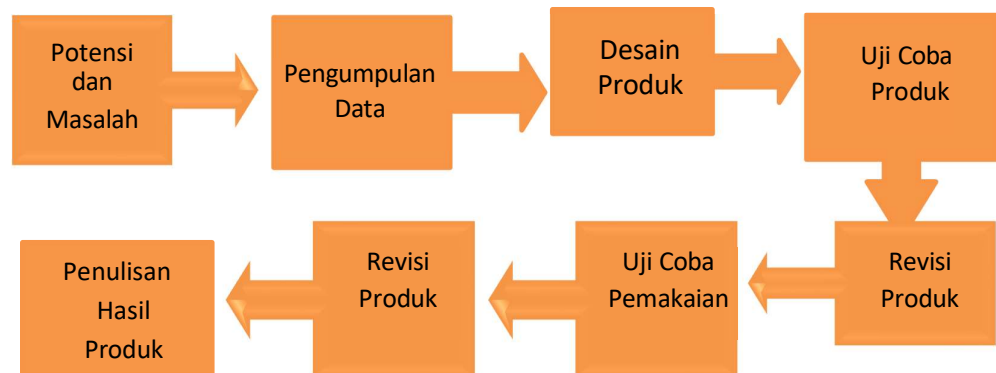 Potensi
dan
Masalah
Pengumpulan
Data
Desain
Produk
Uji Coba
Produk
Revisi
Produk
Uji Coba
Pemakaian
Revisi
Produk
Penulisan
Hasil
Produk